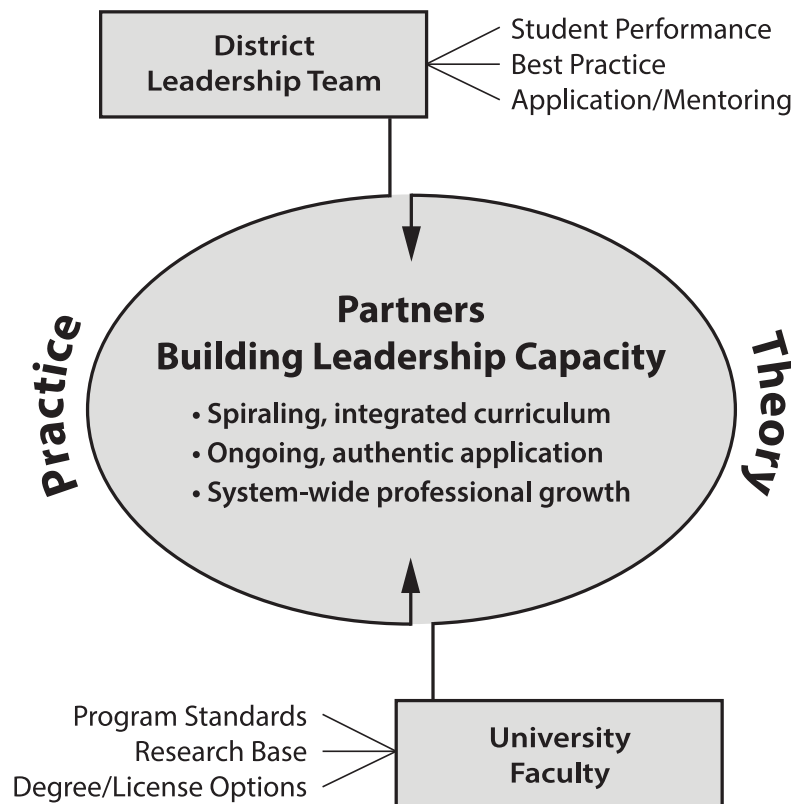 District
Leadership Team
Student Performance
Best Practice
Application/Mentoring
Practice
Partners
Building Leadership Capacity
• Spiraling, integrated curriculum
• Ongoing, authentic application
• System-wide professional growth
Theory
Program Standards
Research Base
Degree/License Options
University
Faculty